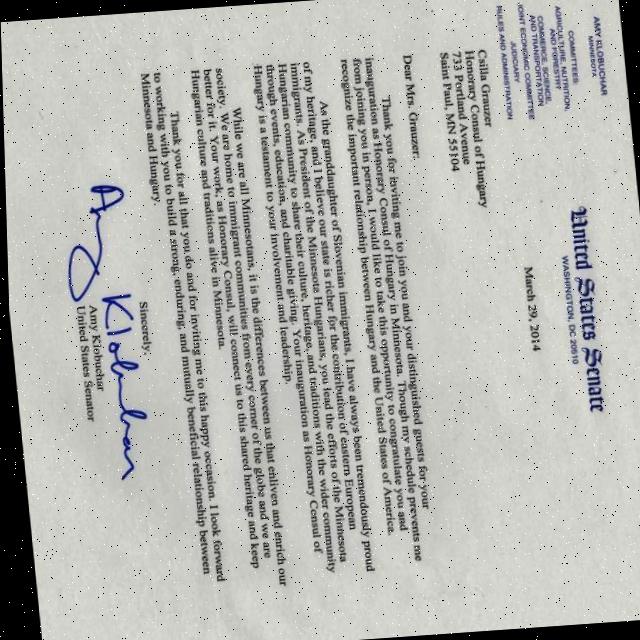 AMY KLOBUCHAR
MINNESOTA
COMMITTEES:
AGRICULTURE, NUTRITION,
AND FORESTRY
COMMERCE, SCIENCE,
AND TRANSPORTATION
JOINT ECONOMIC COMMITTEE
JUDICIARY
RULES AND ADMINISTRATION
United States Senate
WASHINGTON, DC 20510
March 29, 2014
Csilla Grauzer
Honorary Consul of Hungary
733 Portland Avenue
Saint Paul, MN 55104
Dear Mrs. Grauzer:
Thank you for inviting me to join you and your distinguished guests for your
inauguration as Honorary Consul of Hungary in Minnesota. Though my schedule prevents me
from joining you in person, I would like to take this opportunity to congratulate you and
recognize the important relationship between Hungary and the United States of America.
As the granddaughter of Slovenian immigrants, I have always been tremendously proud
of my heritage, and I believe our state is richer for the contribution of eastern European
immigrants. As President of the Minnesota Hungarians, you lead the efforts of the Minnesota
Hungarian community to share their culture, heritage, and traditions with the wider community
through events, education, and charitable giving. Your inauguration as Honorary Consul of
Hungary is a testament to your involvement and leadership.
While we are all Minnesotans, it is the differences between us that enliven and enrich our
society. We are home to immigrant communities from every corner of the globe and we are
better for it. Your work, as Honorary Consul, will connect us to this shared heritage and keep
Hungarian culture and traditions alive in Minnesota.
Thank you for all that you do and for inviting me to this happy occasion. I look forward
to working with you to build a strong, enduring, and mutually beneficial relationship between
Minnesota and Hungary.
Sincerely,
Amy Klobuchar
Amy Klobuchar
United States Senator